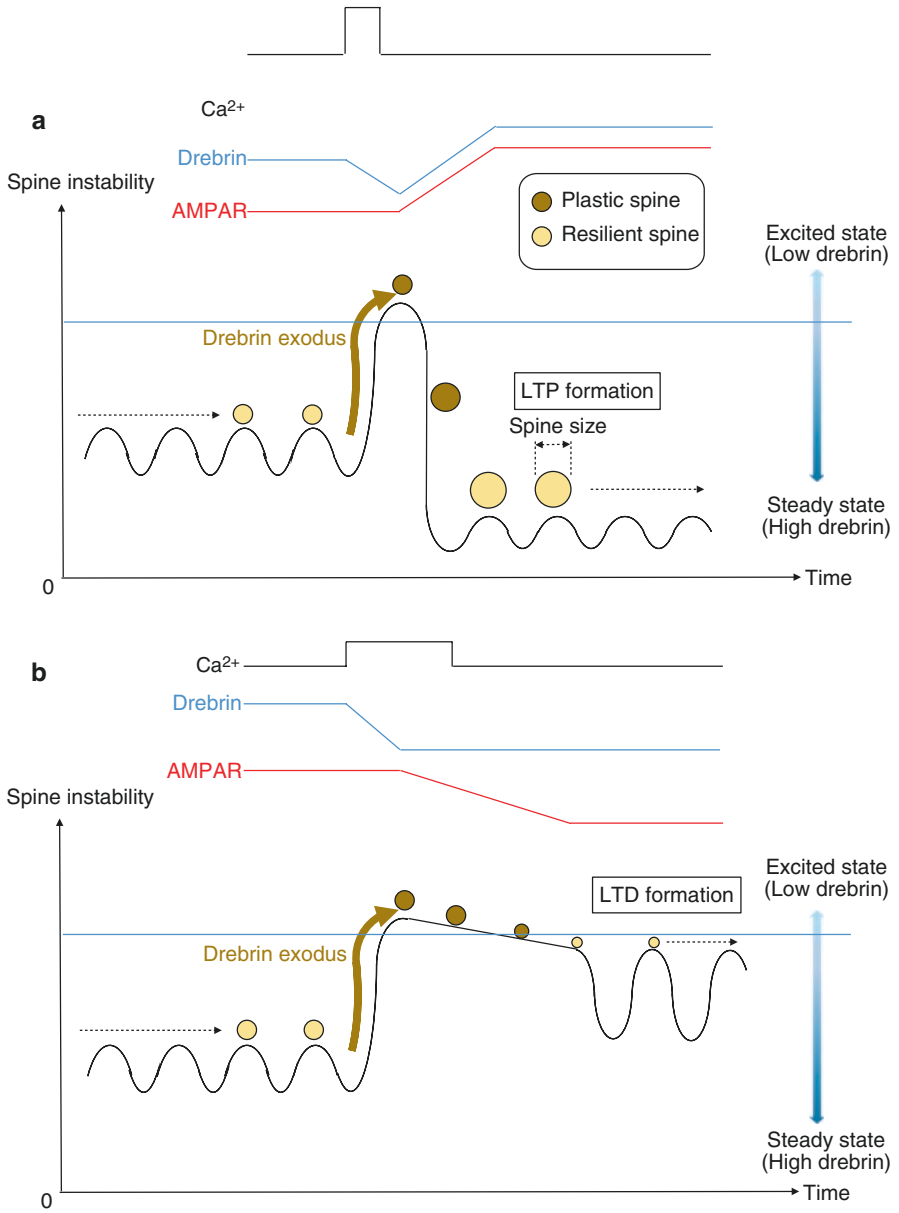 a
Ca²⁺
Drebrin
AMPAR
Spine instability
Plastic spine
Resilient spine
Excited state
(Low drebrin)
Drebrin exodus
LTP formation
Spine size
Steady state
(High drebrin)
0
Time
b
Ca²⁺
Drebrin
AMPAR
Spine instability
Excited state
(Low drebrin)
LTD formation
Drebrin exodus
Steady state
(High drebrin)
0
Time